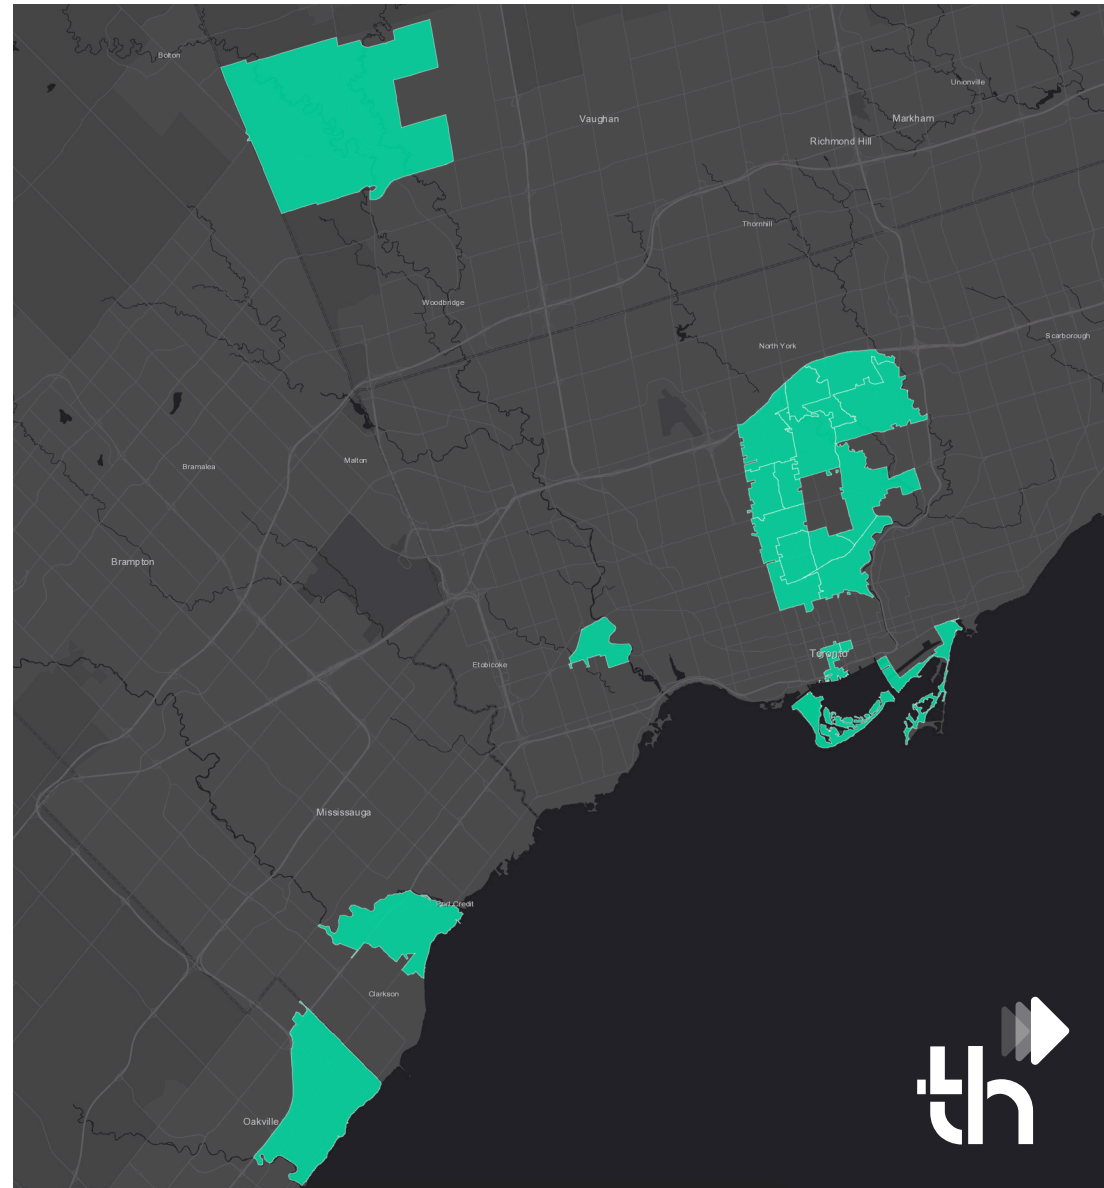 Bolton
Unionville
Vaughan
Markham
Richmond Hill
Thornhill
Woodbridge
Scarborough
North York
Malton
Bramalea
Brampton
Toronto
Etobicoke
Mississauga
Port Credit
Clarkson
Oakville
th